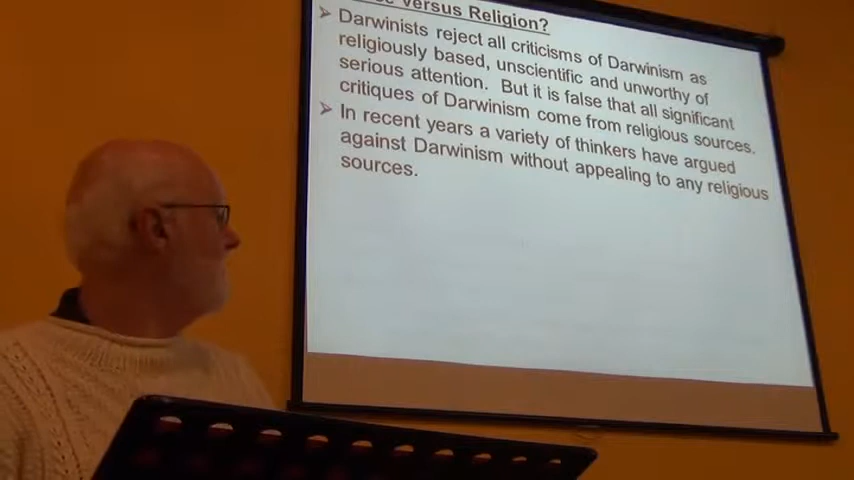 versus Religion?
➢ Darwinists reject all criticisms of Darwinism as
religiously based, unscientific and unworthy of
serious attention. But it is false that all significant
critiques of Darwinism come from religious sources.
➢ In recent years a variety of thinkers have argued
against Darwinism without appealing to any religious
sources.